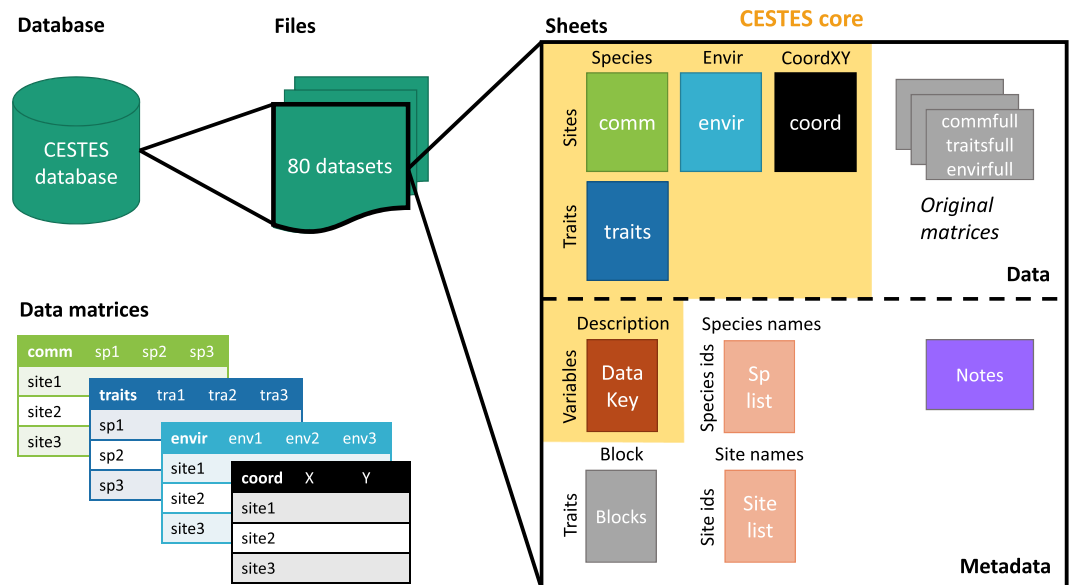 Database
Files
Sheets
CESTES core
CESTES
database
80 datasets
Species
Envir
CoordXY
Sites
comm
envir
coord
commfull
traitsfull
envirfull
Original
matrices
Traits
traits
Data
Data matrices
comm sp1 sp2 sp3
site1
site2
site3
traits tra1 tra2 tra3
sp1
sp2
sp3
envir env1 env2 env3
site1
site2
site3
coord X Y
site1
site2
site3
Description
Species names
Variables
Data
Key
Species ids
Sp
list
Notes
Block
Site names
Traits
Blocks
Site ids
Site
list
Metadata